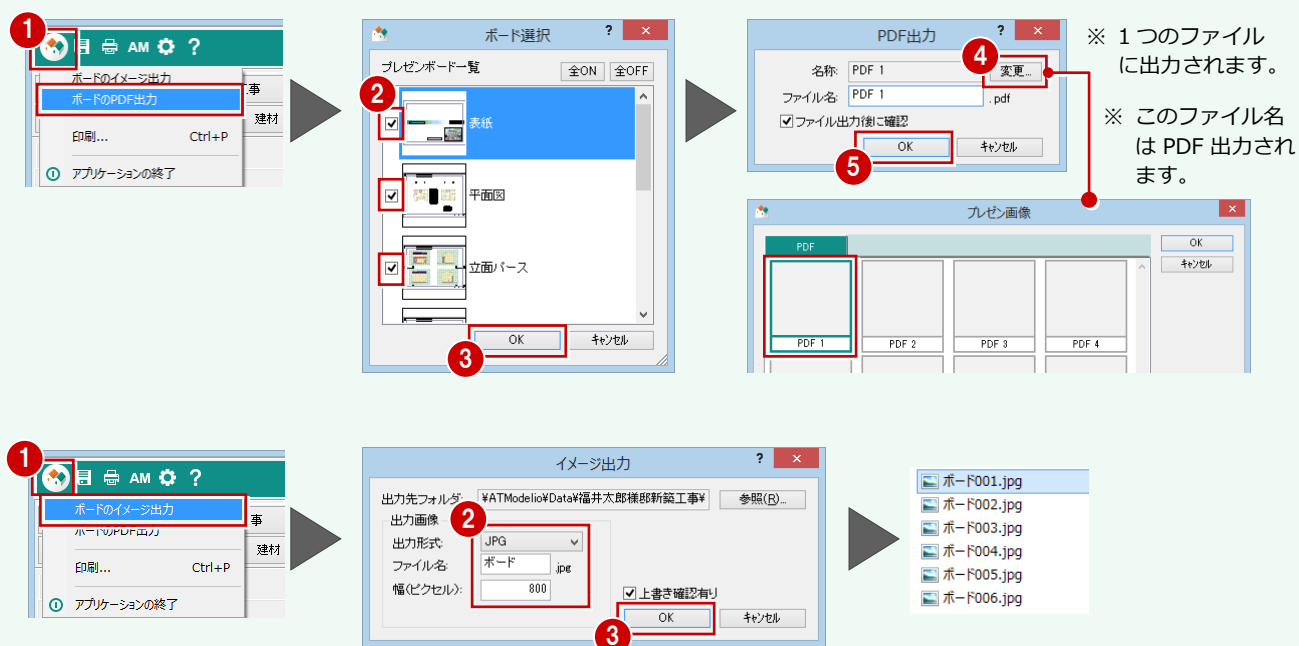 1
AM ?
ボードのイメージ出力
ボードのPDF出力
事
建材
印刷... Ctrl+P
アプリケーションの終了
ボード選択 ? ×
プレゼンボード一覧 全ON 全OFF
2
表紙
平面図
立面パース
OK キャンセル
3
PDF出力 ? ×
4
名称: PDF 1 変更...
ファイル名: PDF 1 .pdf
ファイル出力後に確認
OK キャンセル
5
※ 1 つのファイル
に出力されます。
※ このファイル名
は PDF 出力され
ます。
プレゼン画像 ×
PDF
OK
キャンセル
PDF 1 PDF 2 PDF 3 PDF 4
1
AM ?
ボードのイメージ出力
ボードのPDF出力
事
建材
印刷... Ctrl+P
アプリケーションの終了
イメージ出力 ? ×
出力先フォルダ: ¥ATModelio¥Data¥福井太郎様邸新築工事¥ 参照(R)...
出力画像
2
出力形式: JPG
ファイル名: ボード .jpg
幅(ピクセル): 800
上書き確認有り
OK キャンセル
3
ボード001.jpg
ボード002.jpg
ボード003.jpg
ボード004.jpg
ボード005.jpg
ボード006.jpg